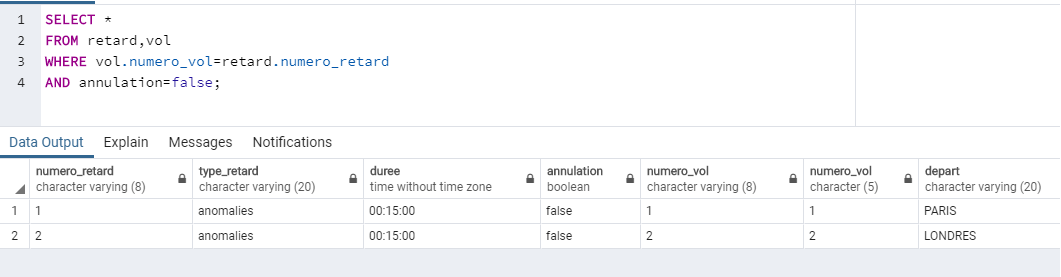 1 SELECT *
2 FROM retard,vol
3 WHERE vol.numero_vol=retard.numero_retard
4 AND annulation=false;
Data Output Explain Messages Notifications
numero_retard type_retard duree annulation numero_vol numero_vol depart
character varying (8) character varying (20) time without time zone boolean character varying (8) character (5) character varying (20)
1 1 anomalies 00:15:00 false 1 1 PARIS
2 2 anomalies 00:15:00 false 2 2 LONDRES